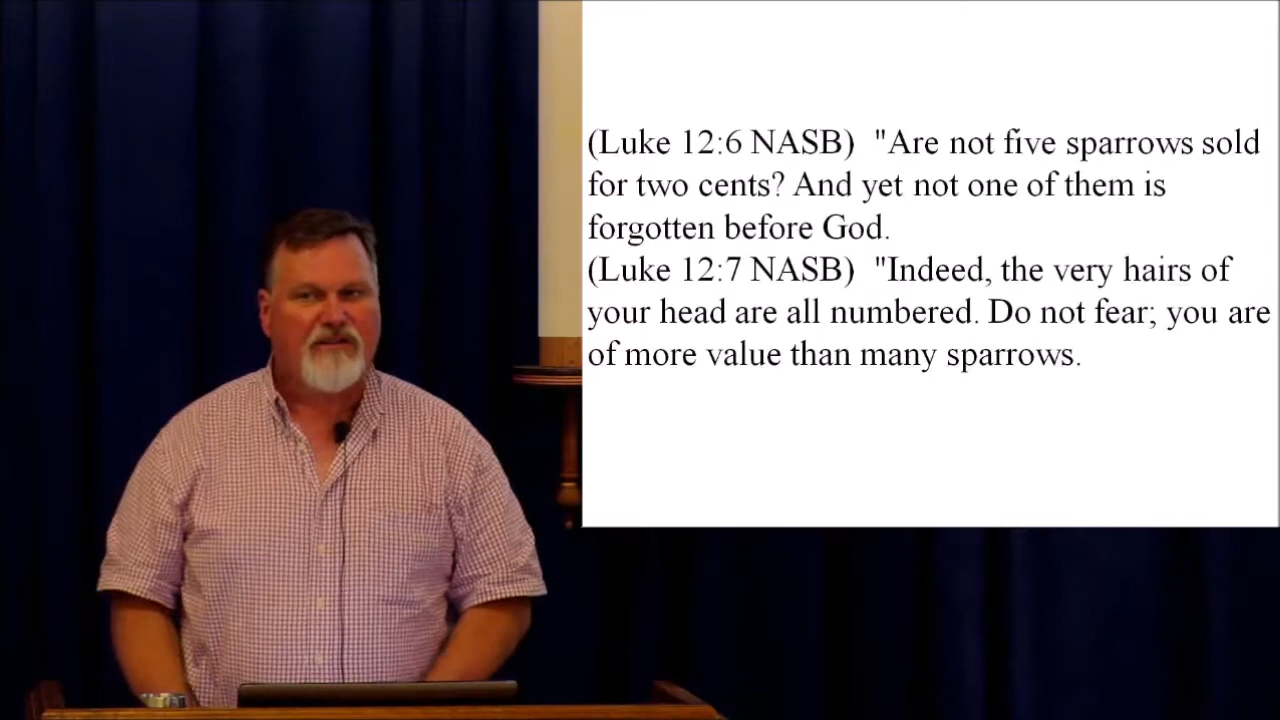 (Luke 12:6 NASB)  "Are not five sparrows sold
for two cents? And yet not one of them is
forgotten before God.
(Luke 12:7 NASB)  "Indeed, the very hairs of
your head are all numbered. Do not fear; you are
of more value than many sparrows.